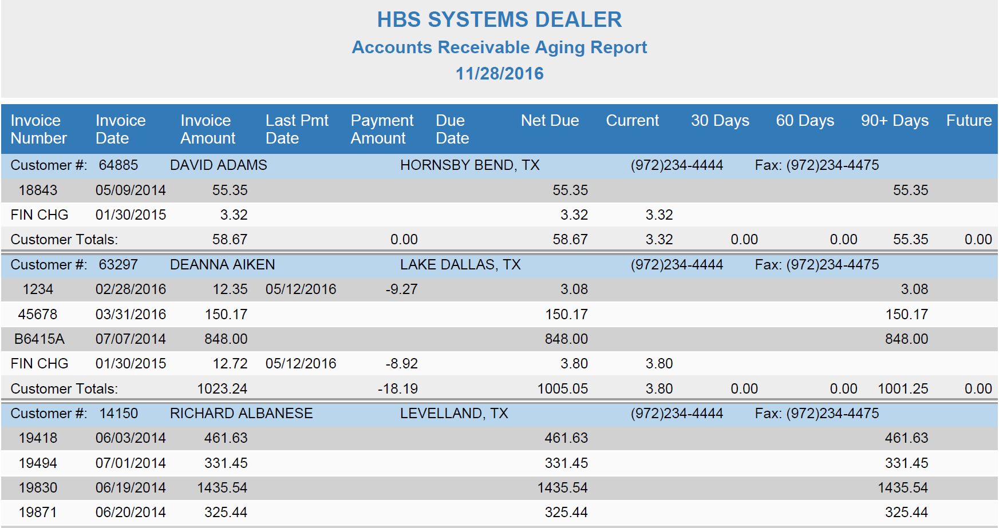 HBS SYSTEMS DEALER
Accounts Receivable Aging Report
11/28/2016
Invoice Number Invoice Date Invoice Amount Last Pmt Date Payment Amount Due Date Net Due Current 30 Days 60 Days 90+ Days Future
Customer #: 64885 DAVID ADAMS HORNSBY BEND, TX (972)234-4444 Fax: (972)234-4475
18843 05/09/2014 55.35 55.35 55.35
FIN CHG 01/30/2015 3.32 3.32 3.32
Customer Totals: 58.67 0.00 58.67 3.32 0.00 0.00 55.35 0.00
Customer #: 63297 DEANNA AIKEN LAKE DALLAS, TX (972)234-4444 Fax: (972)234-4475
1234 02/28/2016 12.35 05/12/2016 -9.27 3.08 3.08
45678 03/31/2016 150.17 150.17 150.17
B6415A 07/07/2014 848.00 848.00 848.00
FIN CHG 01/30/2015 12.72 05/12/2016 -8.92 3.80 3.80
Customer Totals: 1023.24 -18.19 1005.05 3.80 0.00 0.00 1001.25 0.00
Customer #: 14150 RICHARD ALBANESE LEVELLAND, TX (972)234-4444 Fax: (972)234-4475
19418 06/03/2014 461.63 461.63 461.63
19494 07/01/2014 331.45 331.45 331.45
19830 06/19/2014 1435.54 1435.54 1435.54
19871 06/20/2014 325.44 325.44 325.44